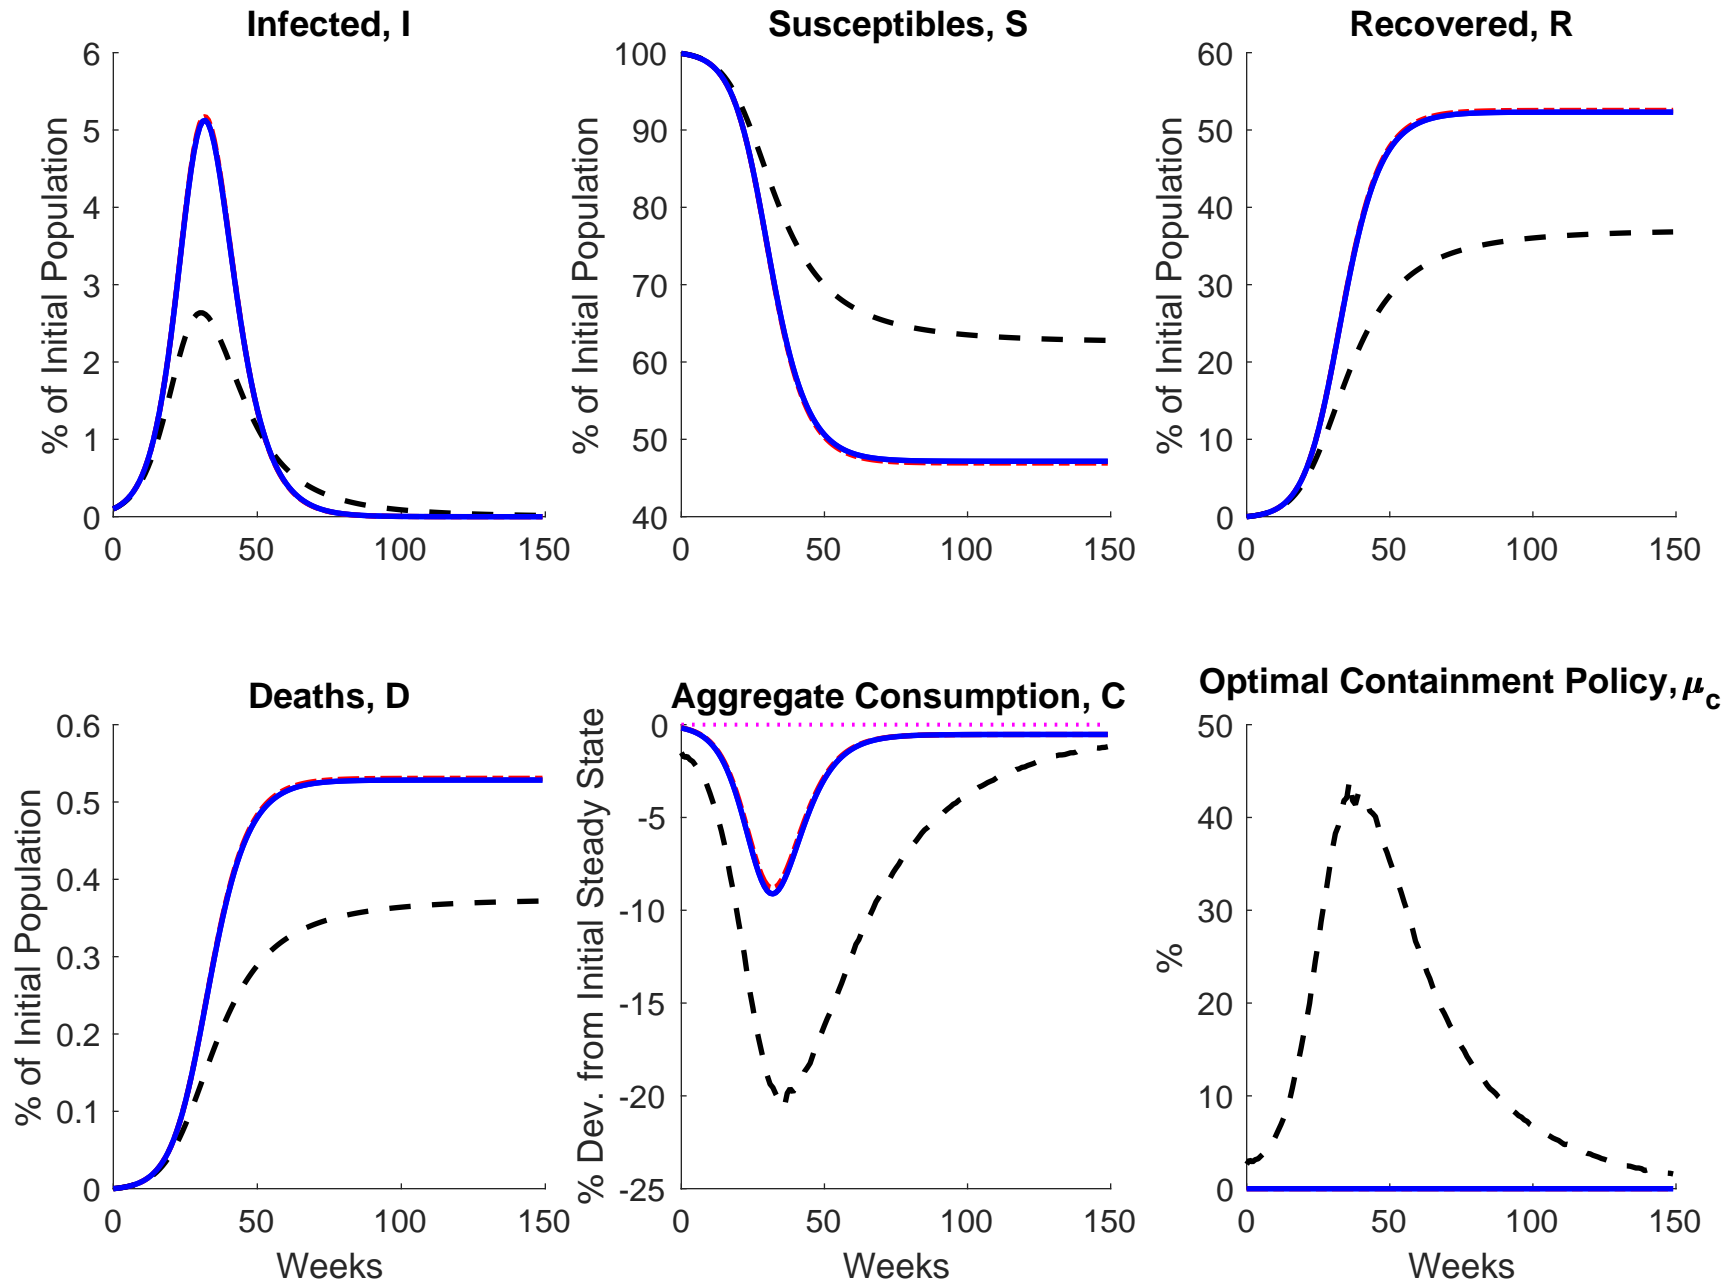 Infected, I
% of Initial Population
6
5
4
3
2
1
0
0 50 100 150
Susceptibles, S
% of Initial Population
100
90
80
70
60
50
40
0 50 100 150
Recovered, R
% of Initial Population
60
50
40
30
20
10
0
0 50 100 150
Deaths, D
% of Initial Population
0.6
0.5
0.4
0.3
0.2
0.1
0
0 50 100 150
Weeks
Aggregate Consumption, C
% Dev. from Initial Steady State
0
-5
-10
-15
-20
-25
0 50 100 150
Weeks
Optimal Containment Policy, μc
%
50
40
30
20
10
0
0 50 100 150
Weeks